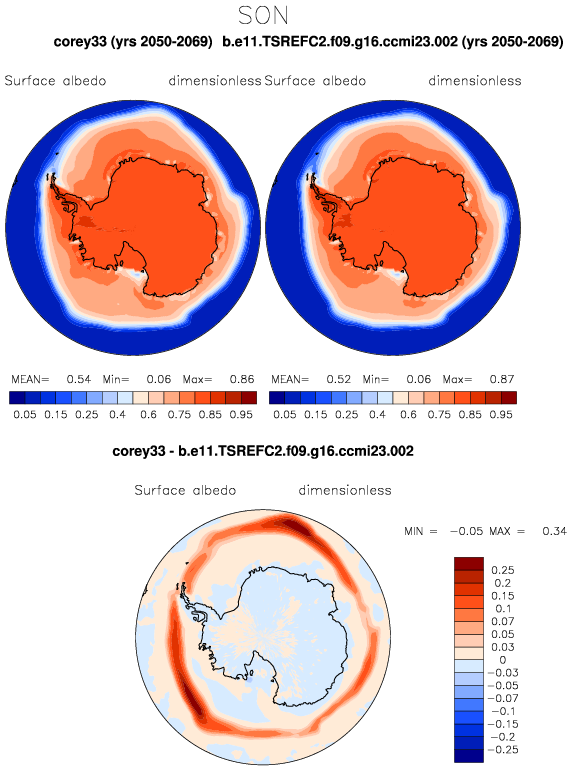 SON
corey33 (yrs 2050-2069) b.e11.TSREFC2.f09.g16.ccmi23.002 (yrs 2050-2069)
Surface albedo dimensionless Surface albedo dimensionless
MEAN= 0.54 Min= 0.06 Max= 0.86 MEAN= 0.52 Min= 0.06 Max= 0.87
0.05 0.15 0.25 0.4 0.6 0.75 0.85 0.95 0.05 0.15 0.25 0.4 0.6 0.75 0.85 0.95
corey33 - b.e11.TSREFC2.f09.g16.ccmi23.002
Surface albedo dimensionless
MIN = -0.05 MAX = 0.34
0.25
0.2
0.15
0.1
0.07
0.05
0.03
0
-0.03
-0.05
-0.07
-0.1
-0.15
-0.2
-0.25